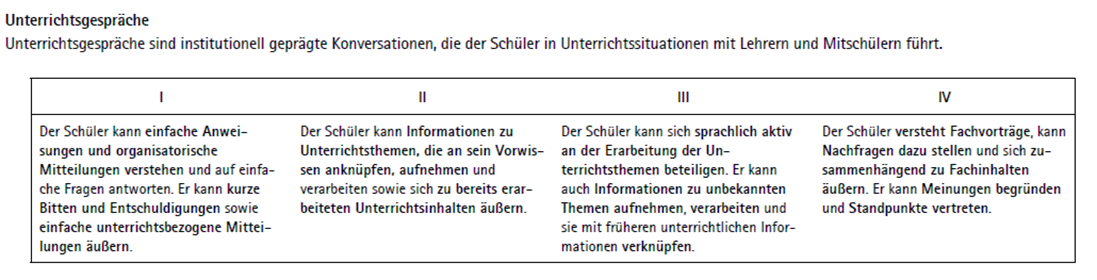 Unterrichtsgespräche
Unterrichtsgespräche sind institutionell geprägte Konversationen, die der Schüler in Unterrichtssituationen mit Lehrern und Mitschülern führt.
I
Der Schüler kann einfache Anwei-
sungen und organisatorische
Mitteilungen verstehen und auf einfa-
che Fragen antworten. Er kann kurze
Bitten und Entschuldigungen sowie
einfache unterrichtsbezogene Mittei-
lungen äußern.
II
Der Schüler kann Informationen zu
Unterrichtsthemen, die an sein Vorwis-
sen anknüpfen, aufnehmen und
verarbeiten sowie sich zu bereits erar-
beiteten Unterrichtsinhalten äußern.
III
Der Schüler kann sich sprachlich aktiv
an der Erarbeitung der Un-
terrichtsthemen beteiligen. Er kann
auch Informationen zu unbekannten
Themen aufnehmen, verarbeiten und
sie mit früheren unterrichtlichen Infor-
mationen verknüpfen.
IV
Der Schüler versteht Fachvorträge, kann
Nachfragen dazu stellen und sich zu-
sammenhängend zu Fachinhalten
äußern. Er kann Meinungen begründen
und Standpunkte vertreten.